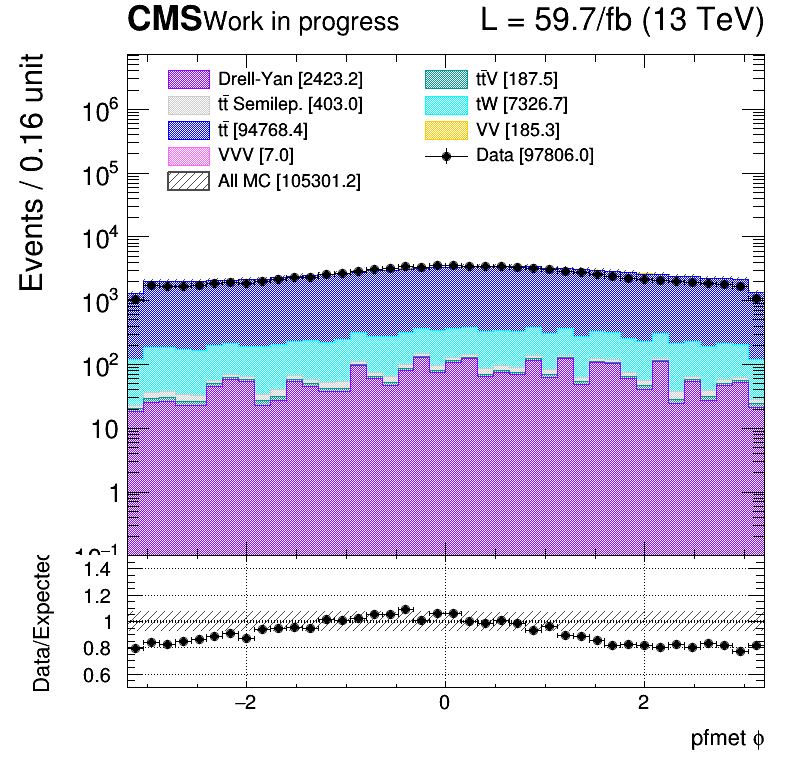 CMS Work in progress L = 59.7/fb (13 TeV)
Events / 0.16 unit
Drell-Yan [2423.2]
tt̄ Semilep. [403.0]
tt̄ [94768.4]
VVV [7.0]
All MC [105301.2]
tt̄V [187.5]
tW [7326.7]
VV [185.3]
Data [97806.0]
10⁶
10⁵
10⁴
10³
10²
10
1
10⁻¹
Data/Expected
1.4
1.2
1
0.8
0.6
−2 0 2
pfmet ϕ